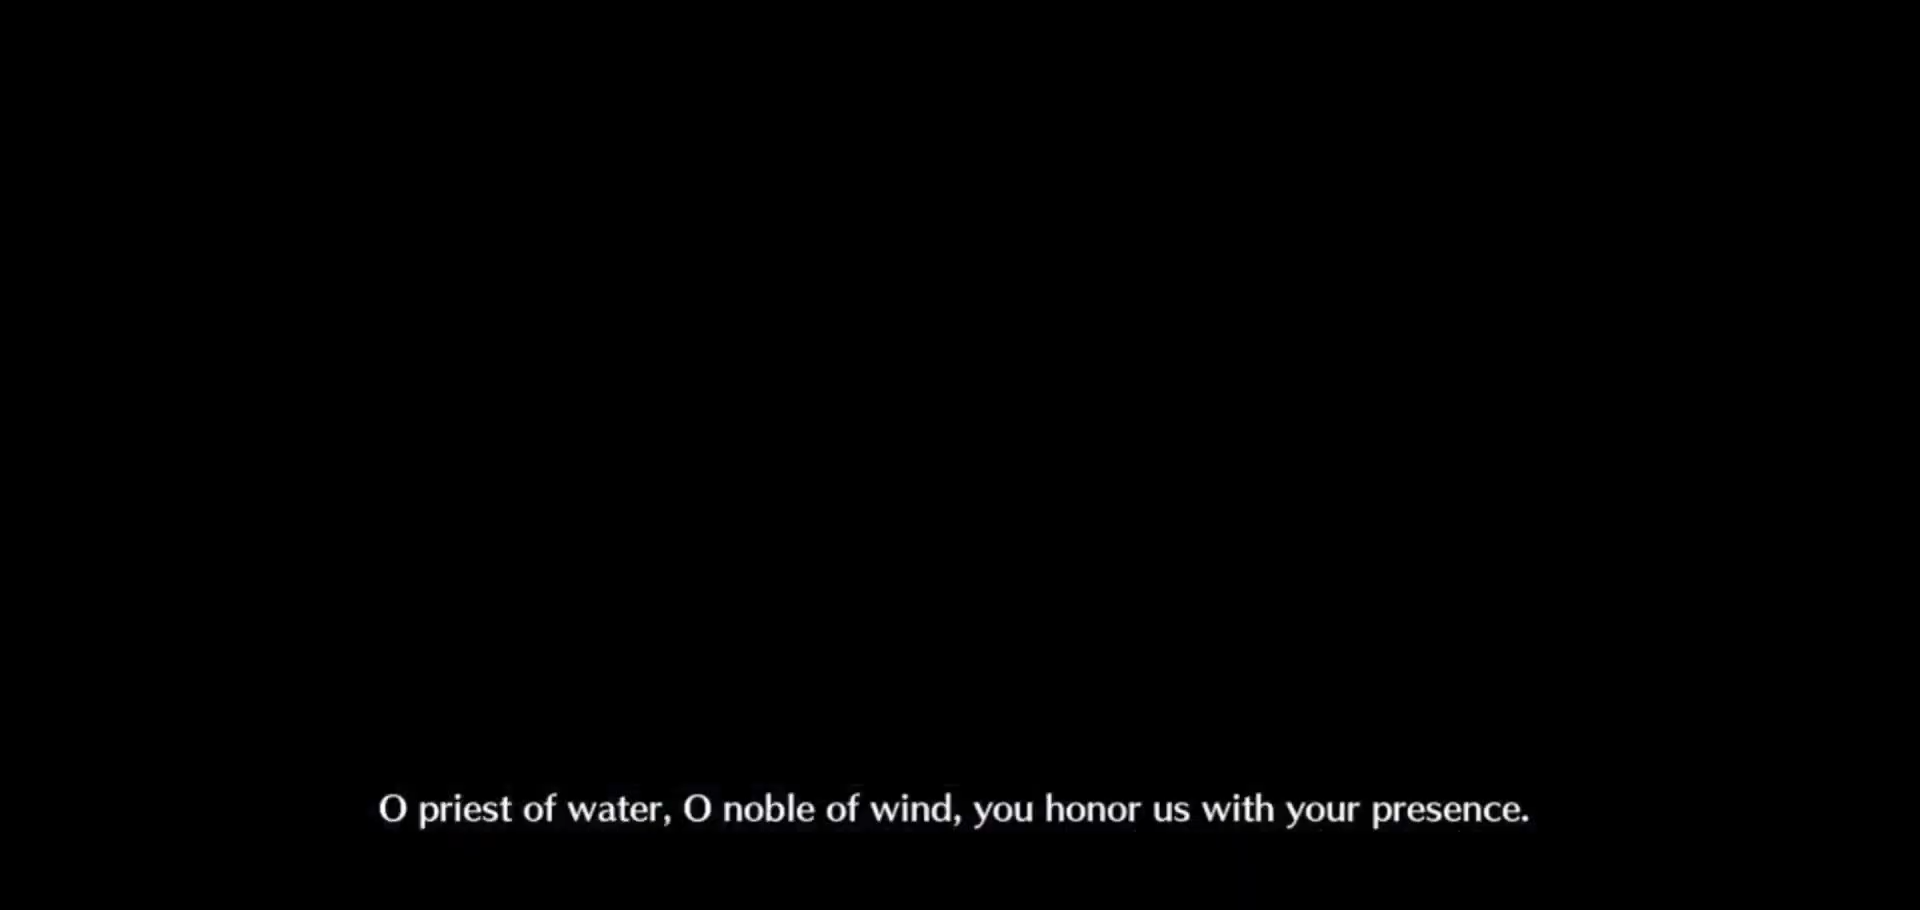 O priest of water, O noble of wind, you honor us with your presence.